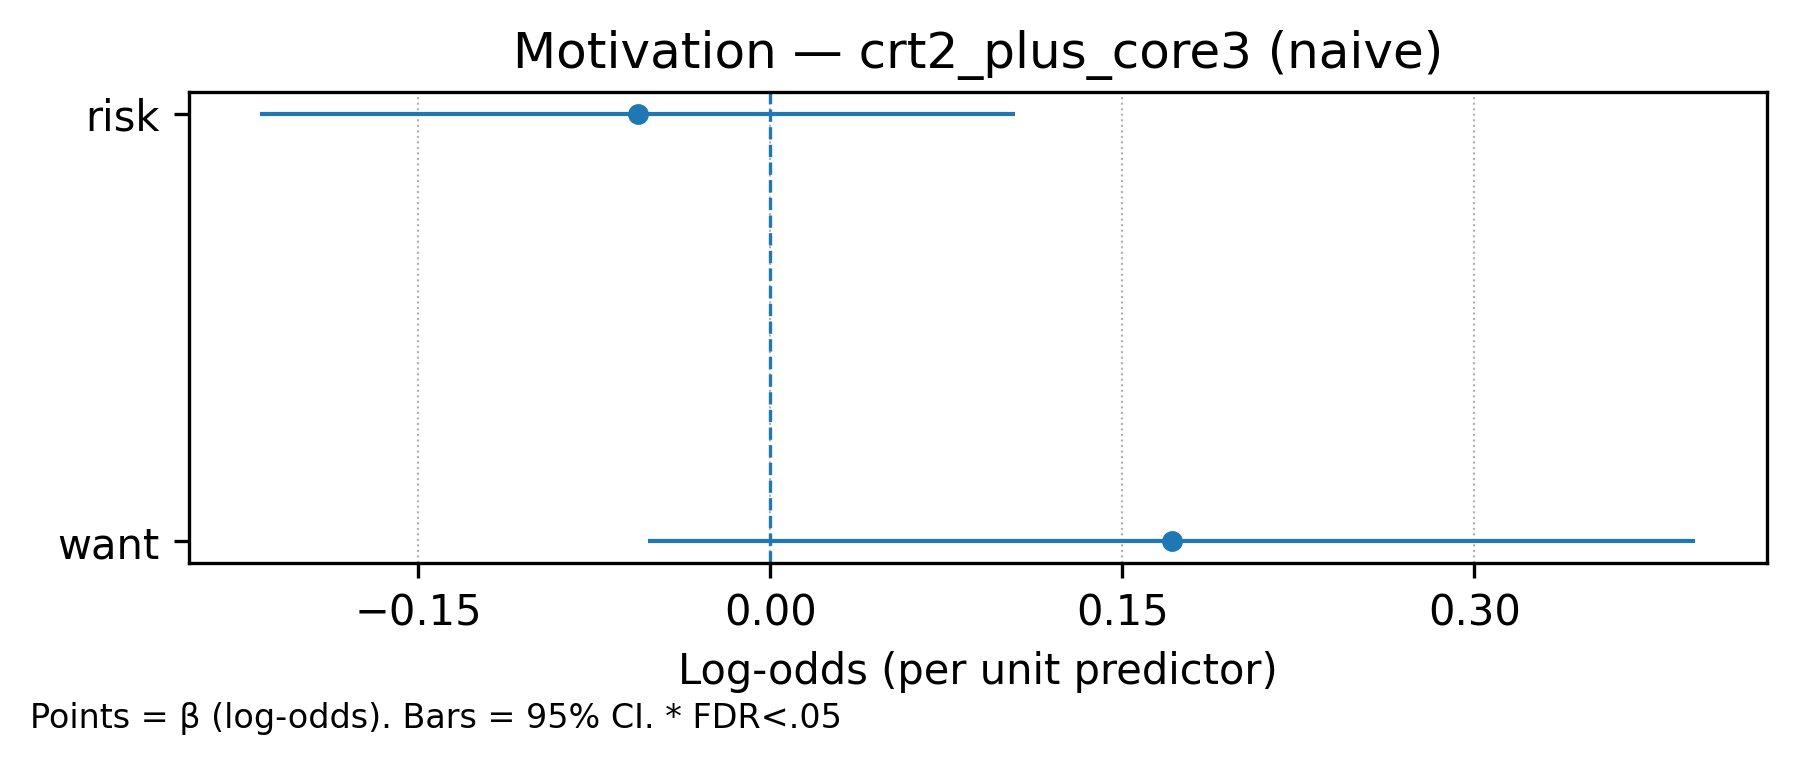 Motivation — crt2_plus_core3 (naive)
risk
want
−0.15 0.00 0.15 0.30
Log-odds (per unit predictor)
Points = β (log-odds). Bars = 95% CI. * FDR<.05